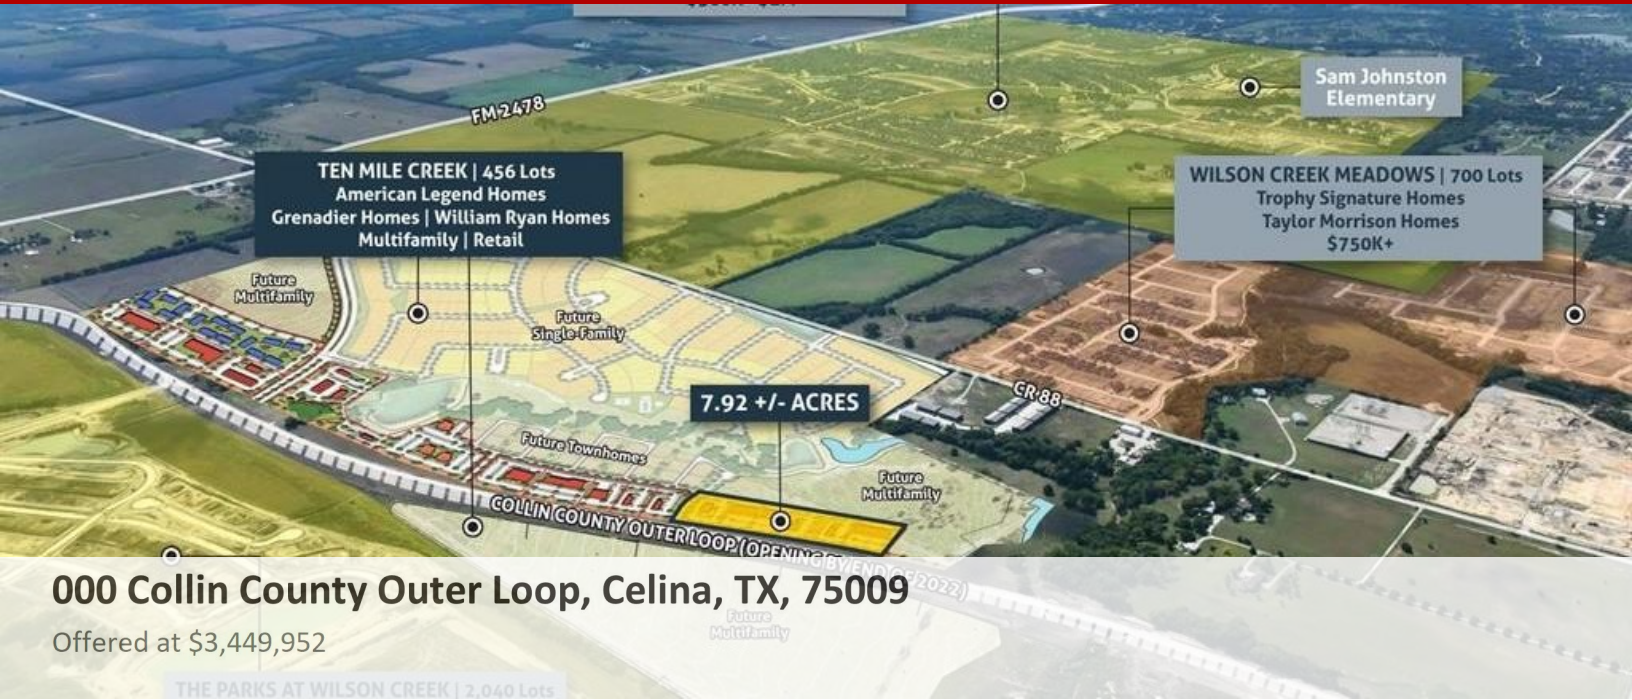 FM 2478
Sam Johnston
Elementary
TEN MILE CREEK | 456 Lots
American Legend Homes
Grenadier Homes | William Ryan Homes
Multifamily | Retail
WILSON CREEK MEADOWS | 700 Lots
Trophy Signature Homes
Taylor Morrison Homes
$750K+
Future
Multifamily
Future
Single-Family
CR 88
7.92 +/- ACRES
Future Townhomes
Future
Multifamily
COLLIN COUNTY OUTER LOOP (OPENING BY END OF 2022)
000 Collin County Outer Loop, Celina, TX, 75009
Future
Multifamily
Offered at $3,449,952
THE PARKS AT WILSON CREEK | 2,040 Lots